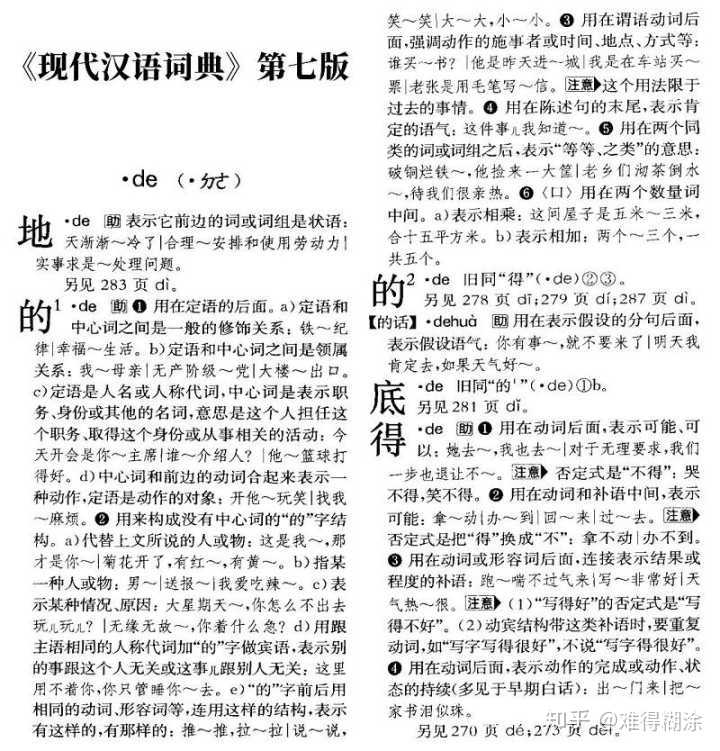 《现代汉语词典》第七版
·de （·ㄉㄜ）
地 ·de 助 表示它前边的词或词组是状语：
天渐渐～冷了|合理～安排和使用劳动力|
实事求是～处理问题。
另见 283 页 dì。
的¹ ·de 助 ❶ 用在定语的后面。a)定语和
中心词之间是一般的修饰关系：铁～纪
律|幸福～生活。b)定语和中心词之间是领属
关系：我～母亲|无产阶级～党|大楼～出口。
c)定语是人名或人称代词，中心词是表示职
务、身份或其他的名词，意思是这个人担任这
个职务、取得这个身份或从事相关的活动：今
天开会是你～主席|谁～介绍人？|他～篮球打
得好。d)中心词和前边的动词合起来表示一
种动作，定语是动作的对象：开他～玩笑|找我
～麻烦。❷ 用来构成没有中心词的“的”字结
构。a)代替上文所说的人或物：这是我～，那
才是你～|菊花开了，有红～，有黄～。b)指某
一种人或物：男～|送报～|我爱吃辣～。c)表
示某种情况、原因：大星期天～，你怎么不出去
玩儿玩儿？|无缘无故～，你着什么急？d)用跟
主语相同的人称代词加“的”字做宾语，表示别
的事跟这个人无关或这事儿跟别人无关：这里
用不着你，你只管睡你～去。e)“的”字前后用
相同的动词、形容词等，连用这样的结构，表示
有这样的，有那样的：推～推，拉～拉|说～说，
笑～笑|大～大，小～小。❸ 用在谓语动词后
面，强调动作的施事者或时间、地点、方式等：
谁买～书？|他是昨天进～城|我是在车站买～
票|老张是用毛笔写～信。注意▶这个用法限于
过去的事情。❹ 用在陈述句的末尾，表示肯
定的语气：这件事儿我知道～。❺ 用在两个同
类的词或词组之后，表示“等等、之类”的意思：
破铜烂铁～，他捡来一大筐|老乡们沏茶倒水
～，待我们很亲热。❻〈口〉用在两个数量词
中间。a)表示相乘：这间屋子是五米～三米，
合十五平方米。b)表示相加：两个～三个，一
共五个。
的² ·de 旧同“得”(·de)②③。
另见 278 页 dī；279 页 dí；287 页 dì。
【的话】·dehuà 助 用在表示假设的分句后面，
表示假设语气：你有事～，就不要来了|明天我
肯定去，如果天气好～。
底 ·de 旧同“的¹”(·de)①b。
另见 281 页 dǐ。
得 ·de 助 ❶ 用在动词后面，表示可能、可
以：她去～，我也去～|对于无理要求，我们
一步也退让不～。注意▶ 否定式是“不得”：哭
不得，笑不得。❷ 用在动词和补语中间，表示
可能：拿～动|办～到|回～来|过～去。注意▶
否定式是把“得”换成“不”：拿不动|办不到。
❸ 用在动词或形容词后面，连接表示结果或
程度的补语：跑～喘不过气来|写～非常好|天
气热～很。注意▶ (1)“写得好”的否定式是“写
得不好”。(2)动宾结构带这类补语时，要重复
动词，如“写字写得很好”，不说“写字得很好”。
❹ 用在动词后面，表示动作的完成或动作、状
态的持续(多见于早期白话)：出～门来|把～
家书泪似珠。
另见 270 页 dé；273 页 děi。
知乎 @难得糊涂